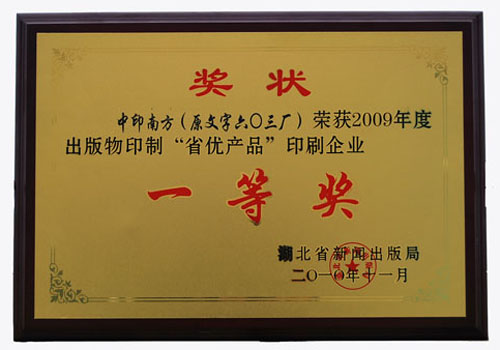 奖状
中印南方(原文字六〇三厂)荣获2009年度
出版物印制“省优产品”印刷企业
一等奖
湖北省新闻出版局
二〇一〇年十一月